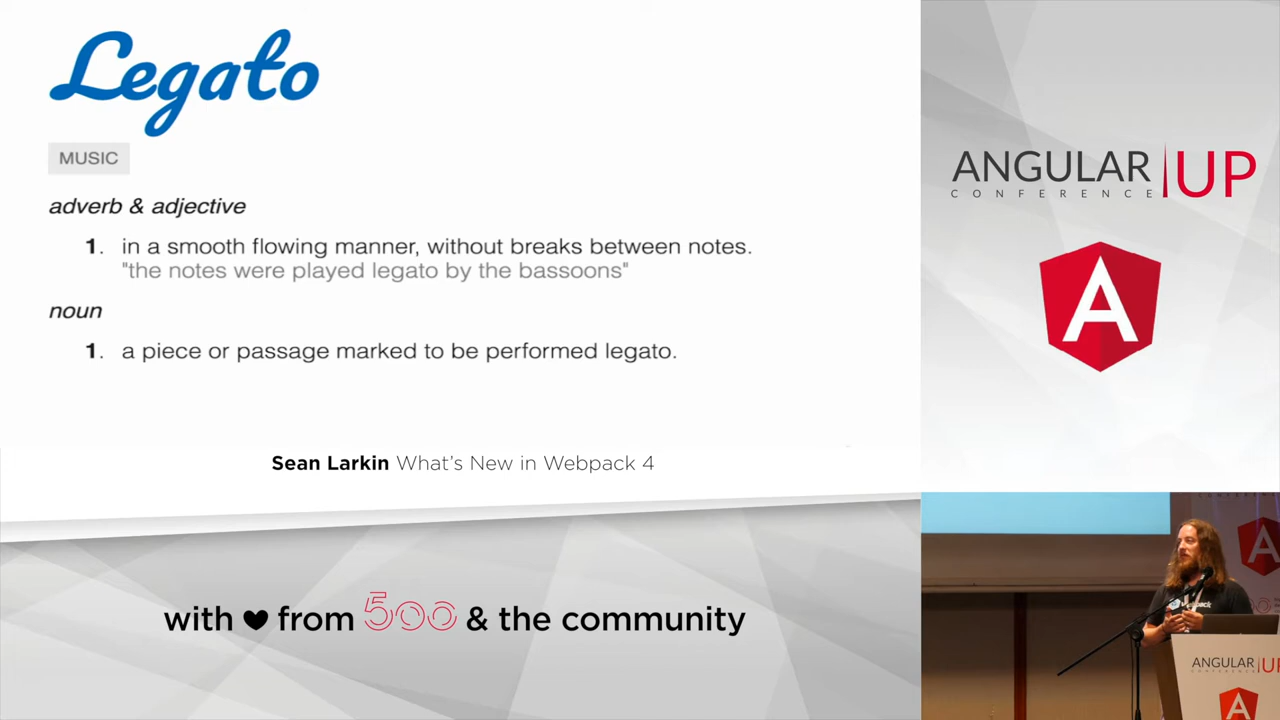 Legato
MUSIC
adverb & adjective
1. in a smooth flowing manner, without breaks between notes.
"the notes were played legato by the bassoons"
noun
1. a piece or passage marked to be performed legato.
Sean Larkin What's New in Webpack 4
with ♥ from 500 & the community
ANGULAR UP
CONFERENCE
A
ANGULAR UP
CONFERENCE